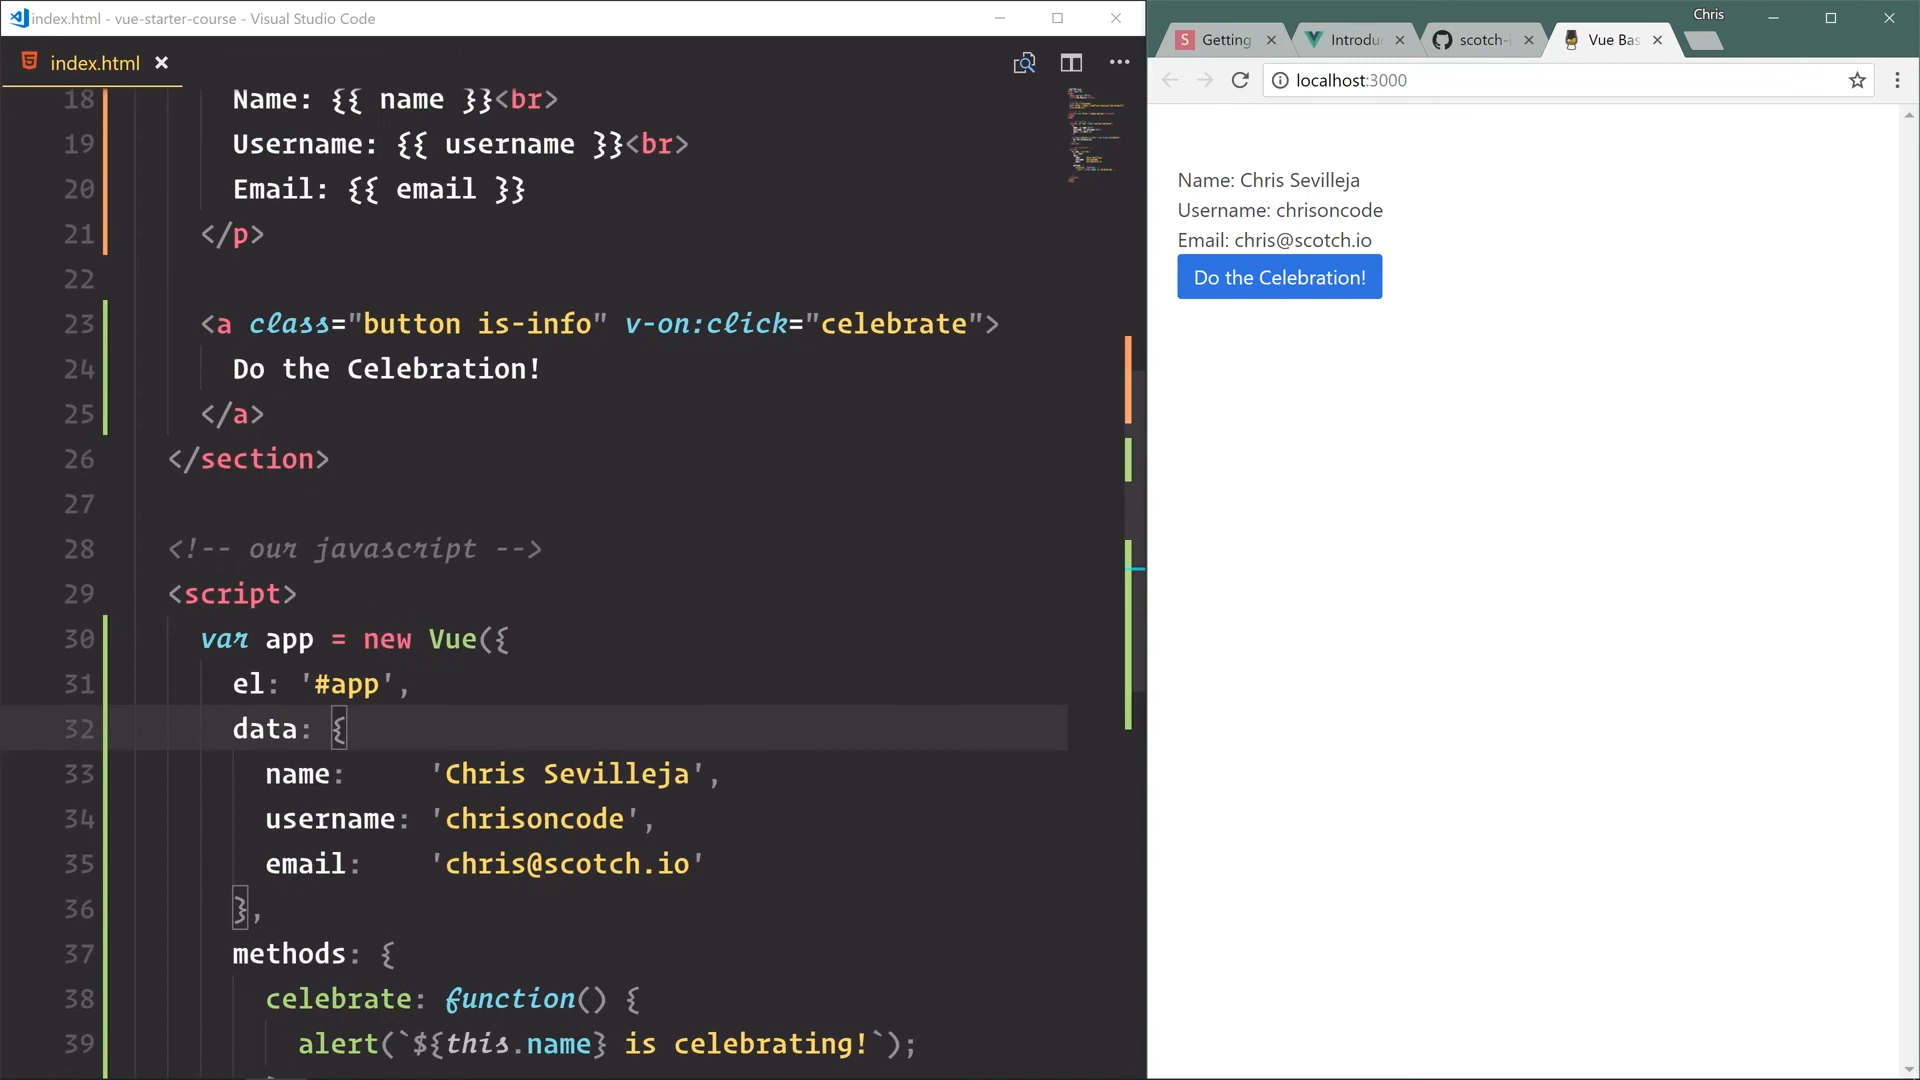 index.html - vue-starter-course - Visual Studio Code
index.html
18 Name: {{ name }}<br>
19 Username: {{ username }}<br>
20 Email: {{ email }}
21 </p>
22
23 <a class="button is-info" v-on:click="celebrate">
24 Do the Celebration!
25 </a>
26 </section>
27
28 <!-- our javascript -->
29 <script>
30 var app = new Vue({
31 el: '#app',
32 data: {
33 name: 'Chris Sevilleja',
34 username: 'chrisoncode',
35 email: 'chris@scotch.io'
36 },
37 methods: {
38 celebrate: function() {
39 alert(`${this.name} is celebrating!`);
Chris
Getting
Introdu
scotch-
Vue Bas
localhost:3000
Name: Chris Sevilleja
Username: chrisoncode
Email: chris@scotch.io
Do the Celebration!